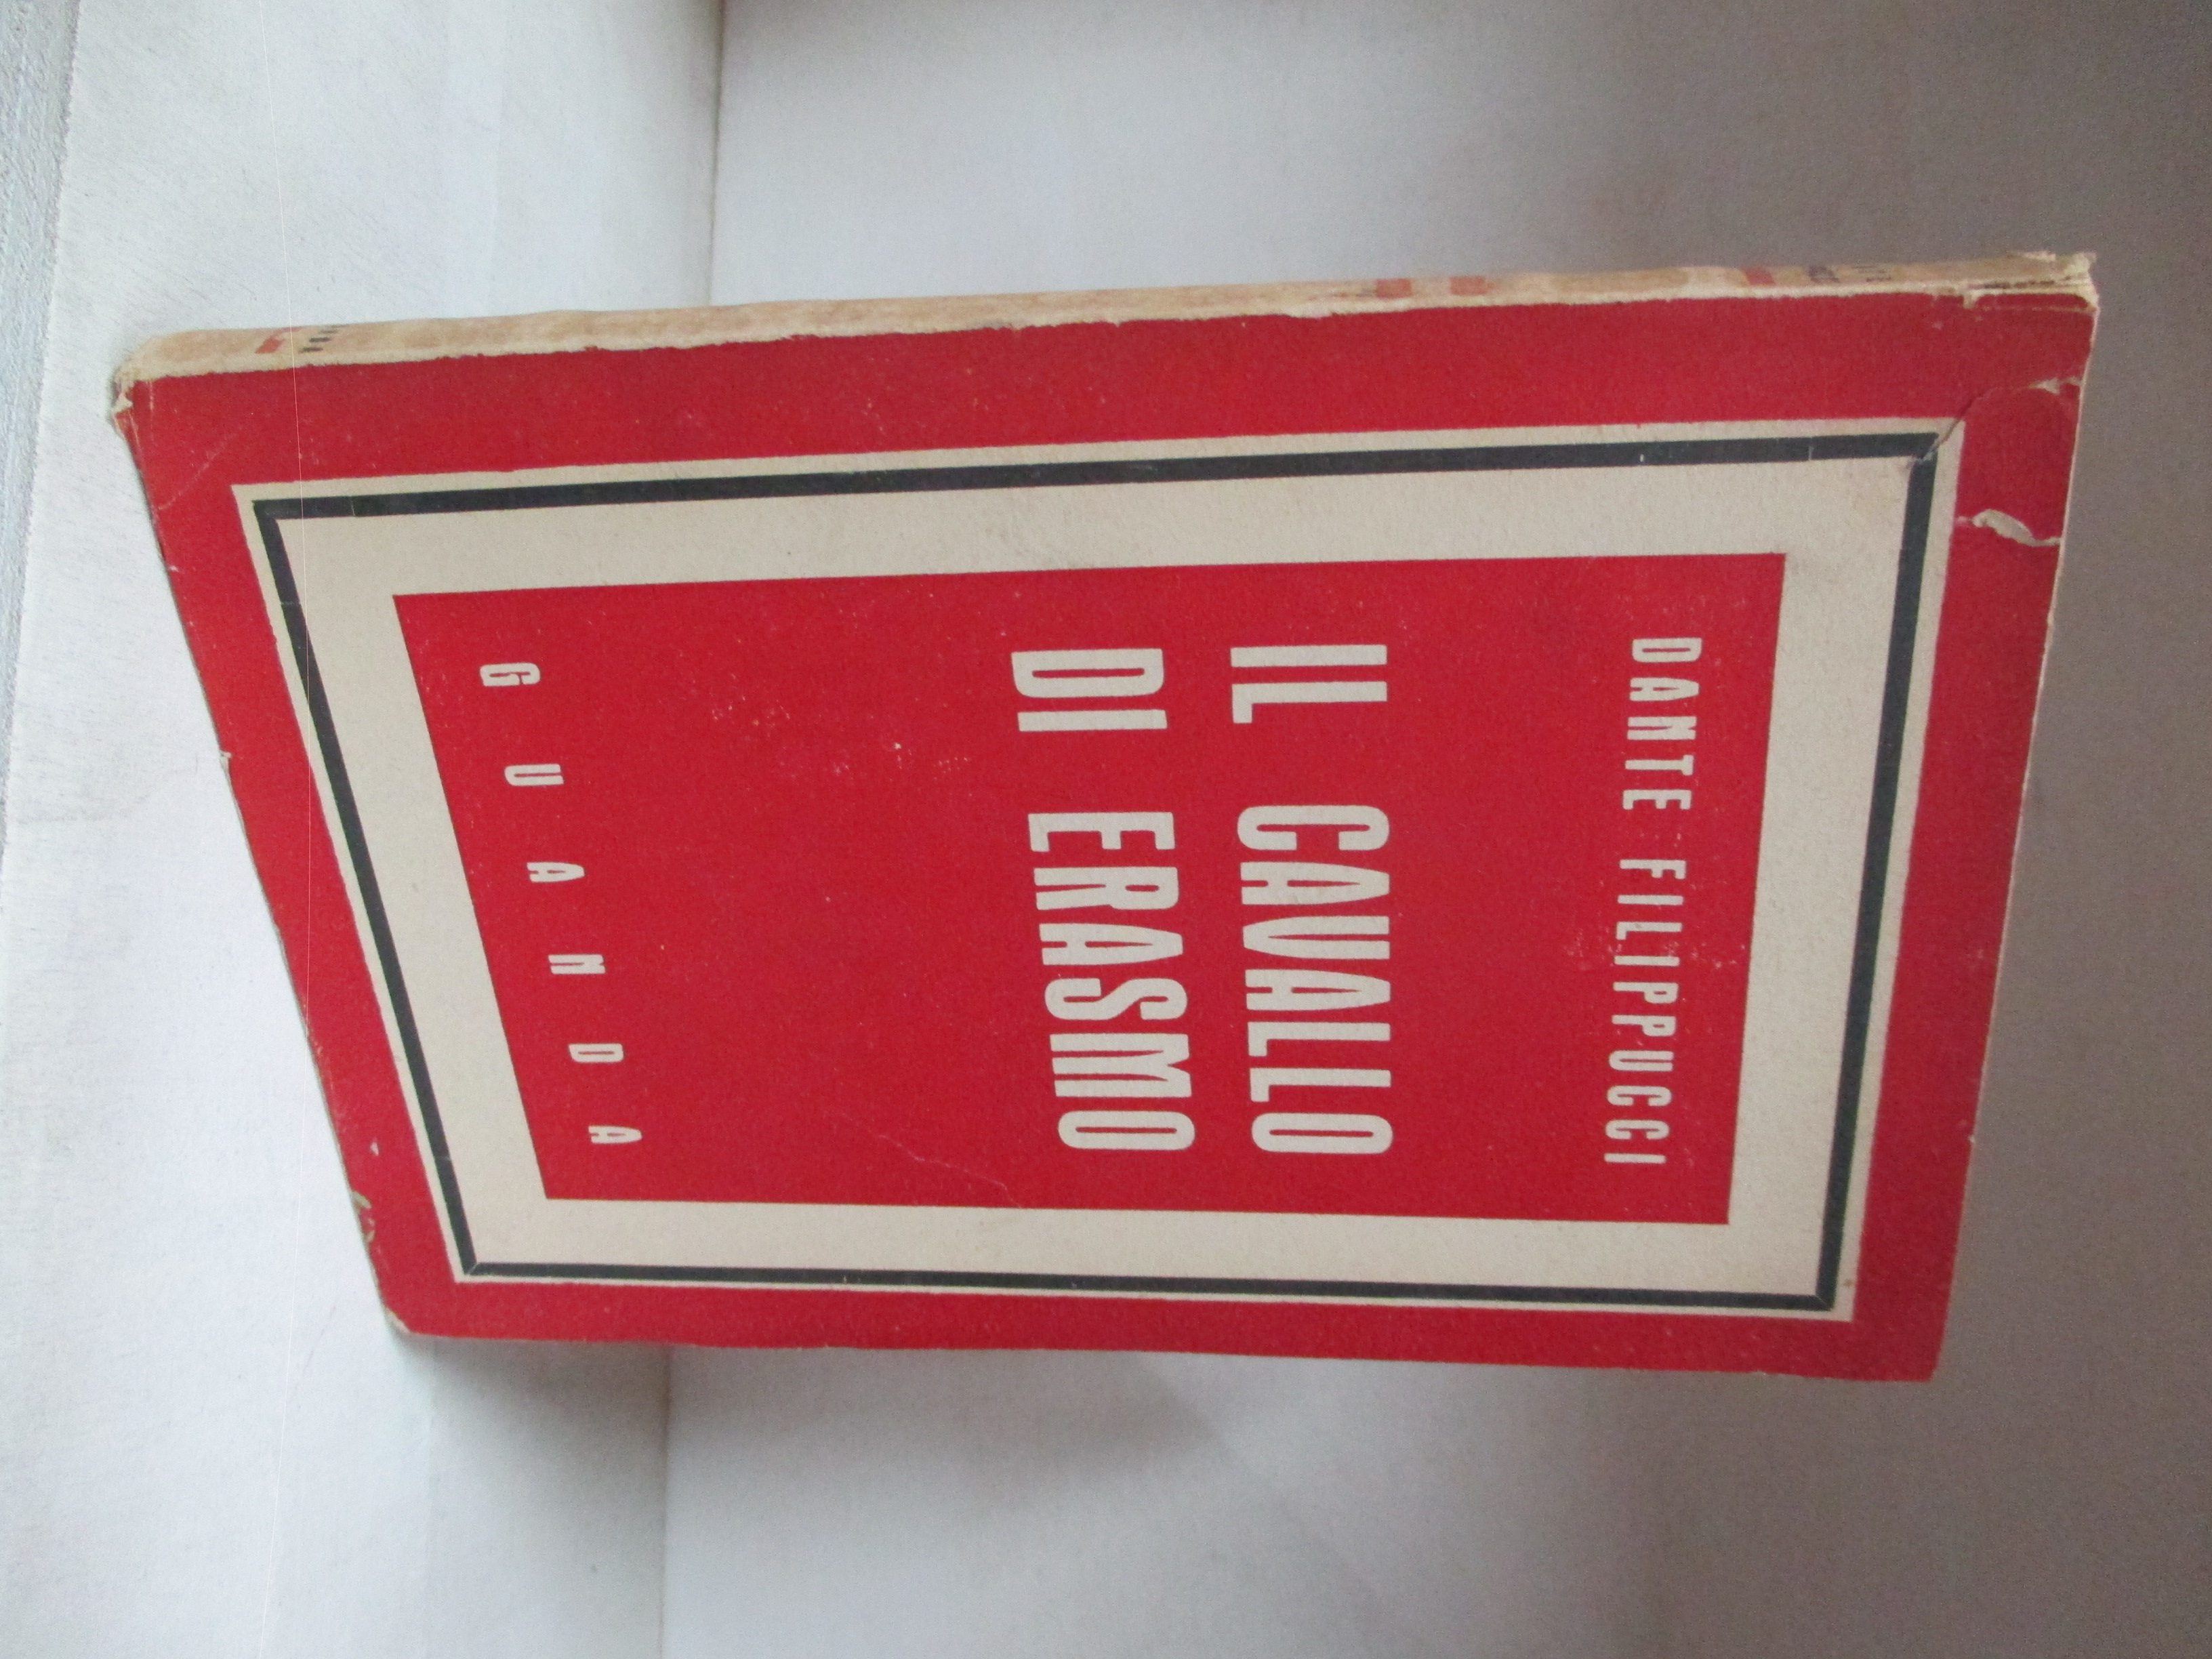 DANTE FILIPPUCCI
IL CAVALLO
DI ERASMO
GUANDA